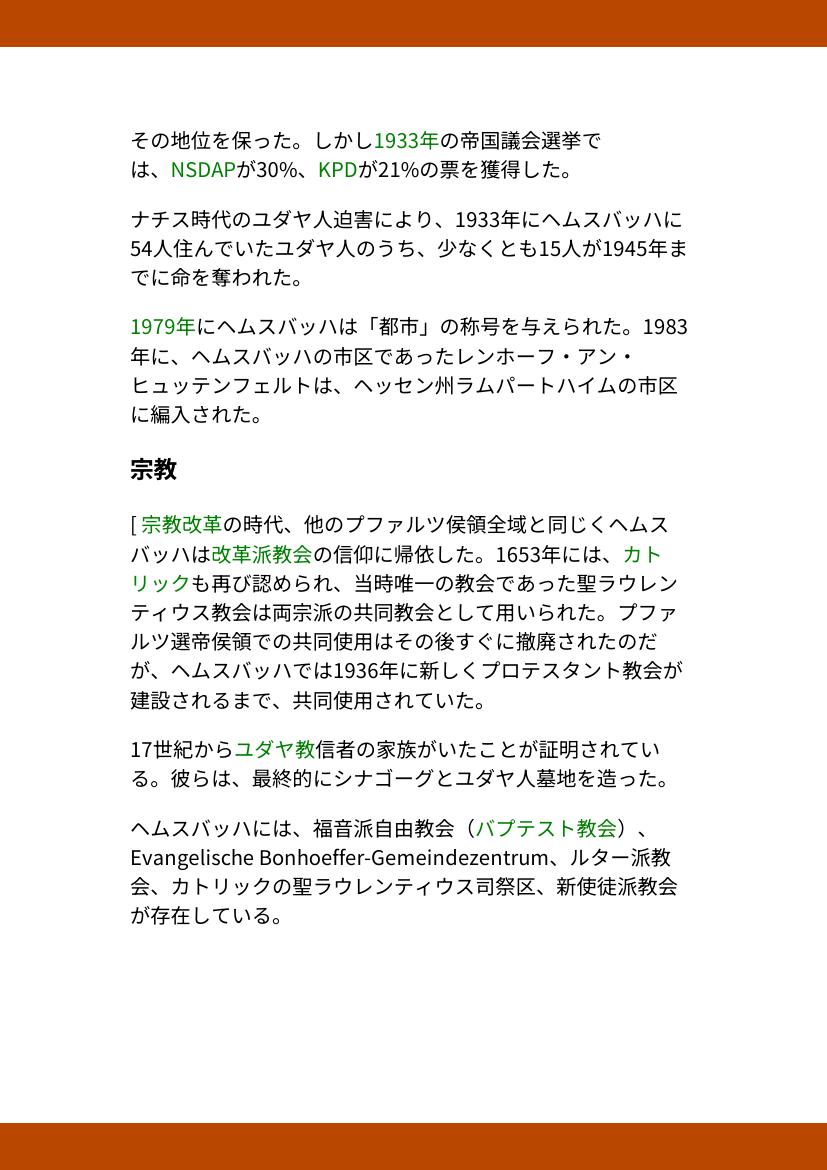 その地位を保った。しかし1933年の帝国議会選挙で
は、NSDAPが30%、KPDが21%の票を獲得した。
ナチス時代のユダヤ人迫害により、1933年にヘムスバッハに
54人住んでいたユダヤ人のうち、少なくとも15人が1945年ま
でに命を奪われた。
1979年にヘムスバッハは「都市」の称号を与えられた。1983
年に、ヘムスバッハの市区であったレンホーフ・アン・
ヒュッテンフェルトは、ヘッセン州ラムパートハイムの市区
に編入された。
宗教
[ 宗教改革の時代、他のプファルツ侯領全域と同じくヘムス
バッハは改革派教会の信仰に帰依した。1653年には、カト
リックも再び認められ、当時唯一の教会であった聖ラウレン
ティウス教会は両宗派の共同教会として用いられた。プファ
ルツ選帝侯領での共同使用はその後すぐに撤廃されたのだ
が、ヘムスバッハでは1936年に新しくプロテスタント教会が
建設されるまで、共同使用されていた。
17世紀からユダヤ教信者の家族がいたことが証明されてい
る。彼らは、最終的にシナゴーグとユダヤ人墓地を造った。
ヘムスバッハには、福音派自由教会（バプテスト教会）、
Evangelische Bonhoeffer-Gemeindezentrum、ルター派教
会、カトリックの聖ラウレンティウス司祭区、新使徒派教会
が存在している。